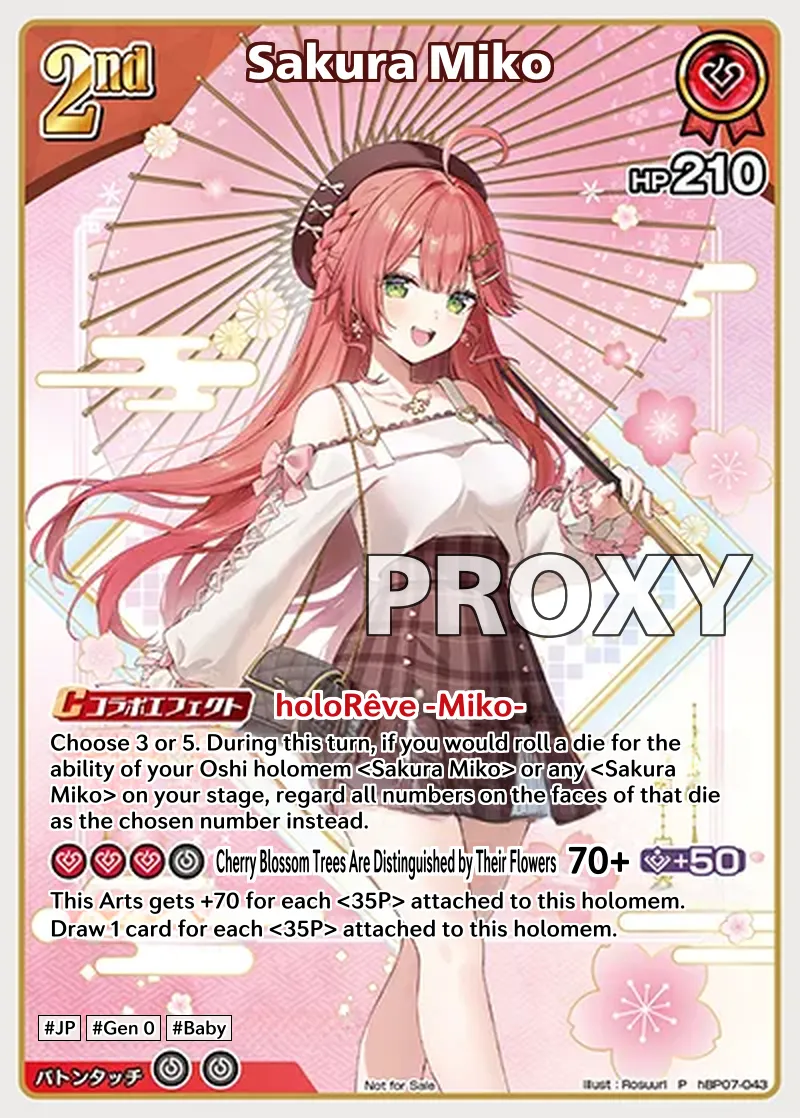 2nd
Sakura Miko
HP210
PROXY
Cコラボエフェクト holoRêve -Miko-
Choose 3 or 5. During this turn, if you would roll a die for the
ability of your Oshi holomem <Sakura Miko> or any <Sakura
Miko> on your stage, regard all numbers on the faces of that die
as the chosen number instead.
Cherry Blossom Trees Are Distinguished by Their Flowers 70+ +50
This Arts gets +70 for each <35P> attached to this holomem.
Draw 1 card for each <35P> attached to this holomem.
#JP #Gen 0 #Baby
バトンタッチ
Not for Sale
Illust : Rosuuri P hBP07-043